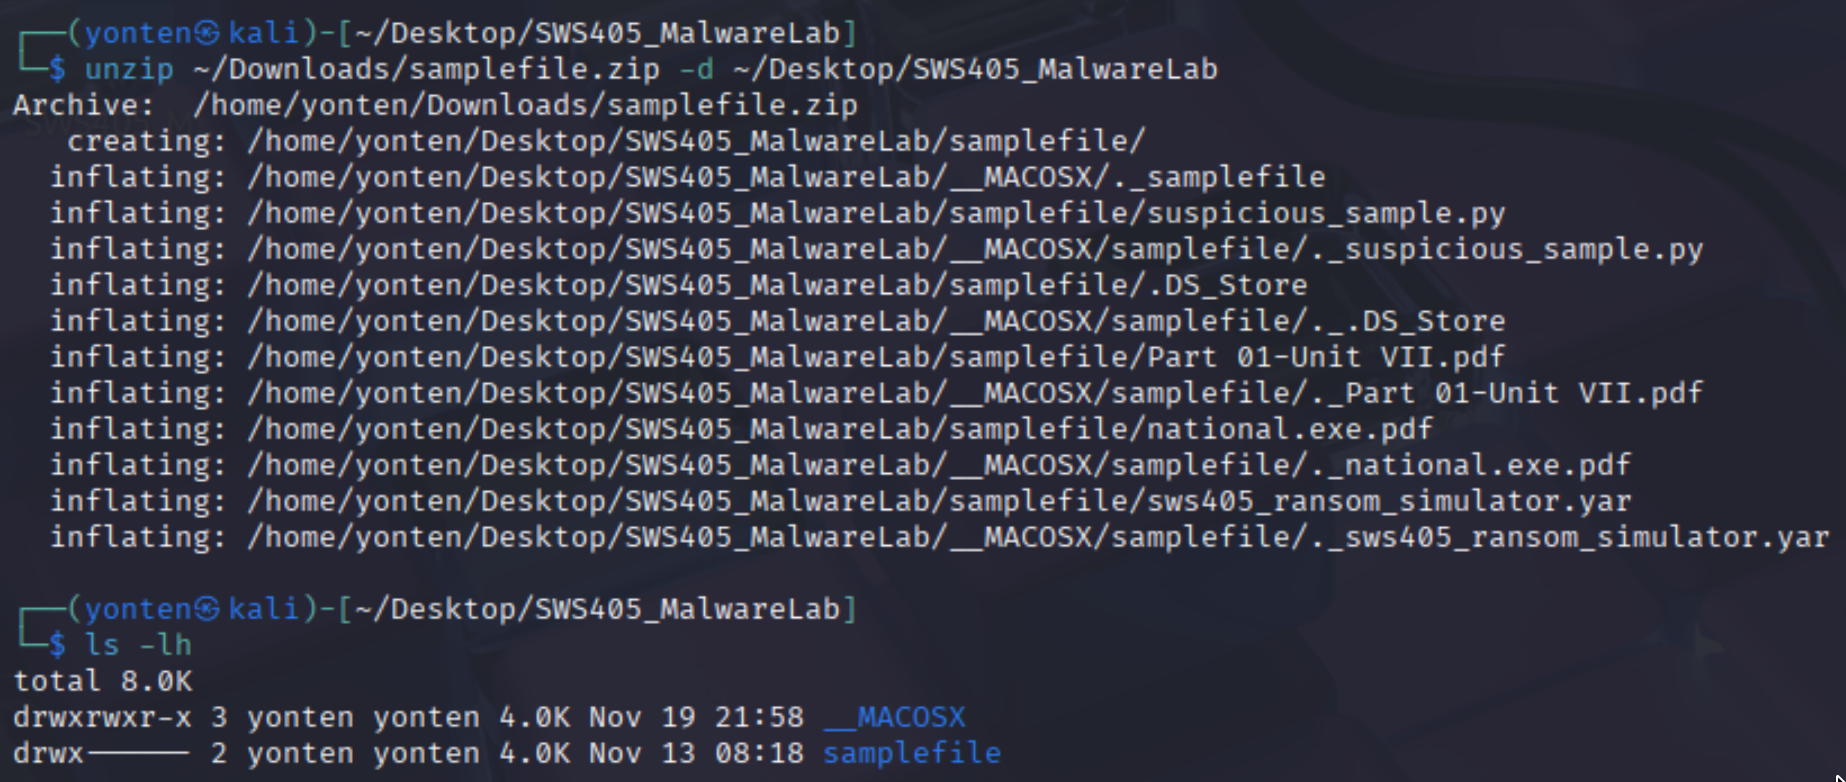 ┌──(yonten㉿kali)-[~/Desktop/SWS405_MalwareLab]
└─$ unzip ~/Downloads/samplefile.zip -d ~/Desktop/SWS405_MalwareLab
Archive:  /home/yonten/Downloads/samplefile.zip
   creating: /home/yonten/Desktop/SWS405_MalwareLab/samplefile/
  inflating: /home/yonten/Desktop/SWS405_MalwareLab/__MACOSX/._samplefile
  inflating: /home/yonten/Desktop/SWS405_MalwareLab/samplefile/suspicious_sample.py
  inflating: /home/yonten/Desktop/SWS405_MalwareLab/__MACOSX/samplefile/._suspicious_sample.py
  inflating: /home/yonten/Desktop/SWS405_MalwareLab/samplefile/.DS_Store
  inflating: /home/yonten/Desktop/SWS405_MalwareLab/__MACOSX/samplefile/._.DS_Store
  inflating: /home/yonten/Desktop/SWS405_MalwareLab/samplefile/Part 01-Unit VII.pdf
  inflating: /home/yonten/Desktop/SWS405_MalwareLab/__MACOSX/samplefile/._Part 01-Unit VII.pdf
  inflating: /home/yonten/Desktop/SWS405_MalwareLab/samplefile/national.exe.pdf
  inflating: /home/yonten/Desktop/SWS405_MalwareLab/__MACOSX/samplefile/._national.exe.pdf
  inflating: /home/yonten/Desktop/SWS405_MalwareLab/samplefile/sws405_ransom_simulator.yar
  inflating: /home/yonten/Desktop/SWS405_MalwareLab/__MACOSX/samplefile/._sws405_ransom_simulator.yar
┌──(yonten㉿kali)-[~/Desktop/SWS405_MalwareLab]
└─$ ls -lh
total 8.0K
drwxrwxr-x 3 yonten yonten 4.0K Nov 19 21:58 __MACOSX
drwx------ 2 yonten yonten 4.0K Nov 13 08:18 samplefile